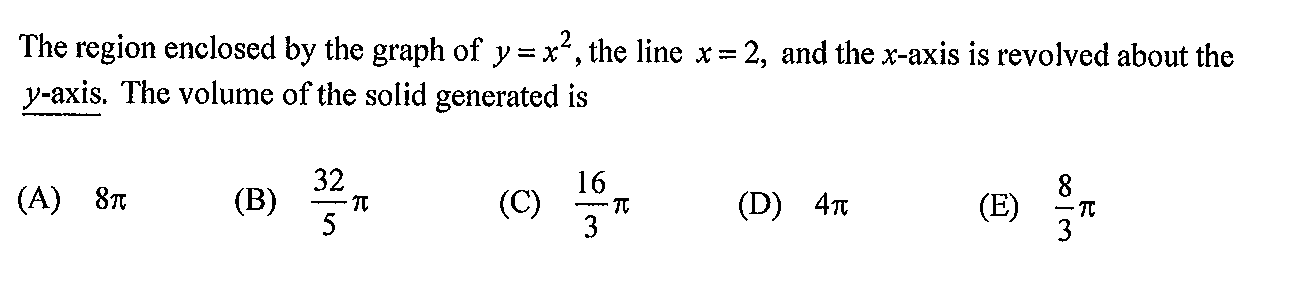 The region enclosed by the graph of y = x², the line x = 2, and the x-axis is revolved about the
y-axis. The volume of the solid generated is
(A) 8π (B) 32/5 π (C) 16/3 π (D) 4π (E) 8/3 π